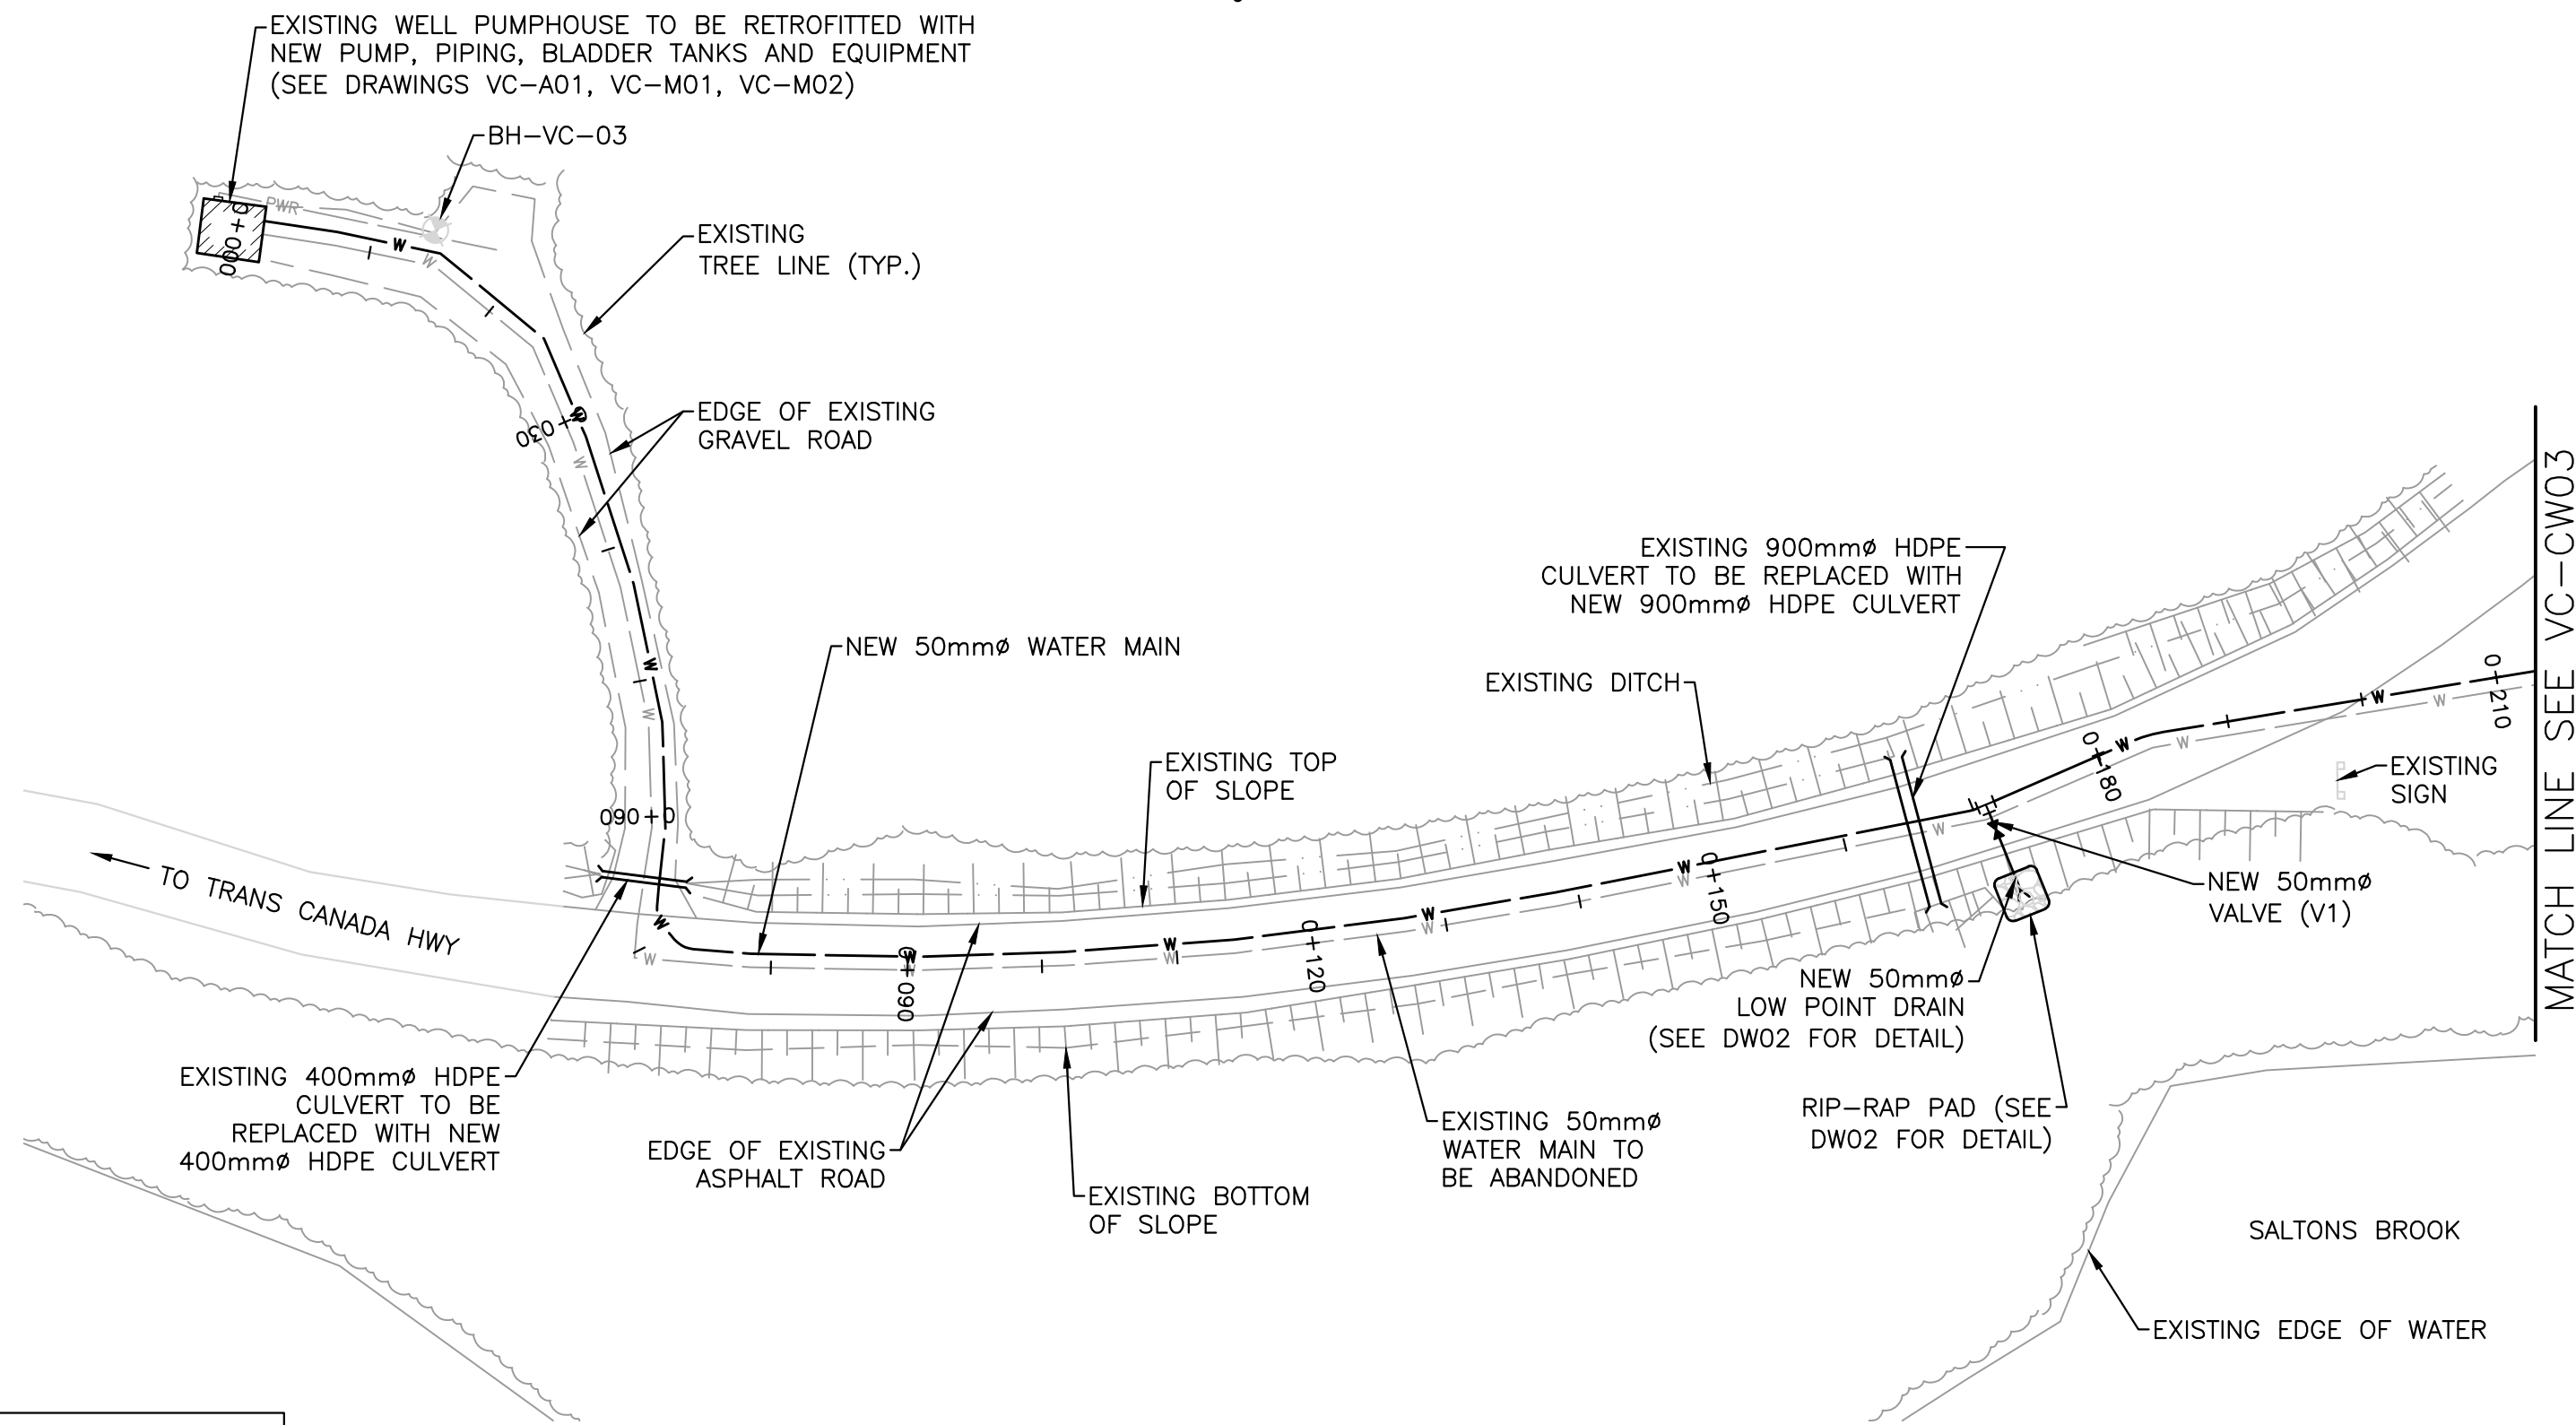 EXISTING WELL PUMPHOUSE TO BE RETROFITTED WITH
NEW PUMP, PIPING, BLADDER TANKS AND EQUIPMENT
(SEE DRAWINGS VC-A01, VC-M01, VC-M02)
BH-VC-03
PWR
0+000
W
W
EXISTING
TREE LINE (TYP.)
EDGE OF EXISTING
GRAVEL ROAD
W
0+030
W
W
W
0+060
NEW 50mmø WATER MAIN
EXISTING 900mmø HDPE
CULVERT TO BE REPLACED WITH
NEW 900mmø HDPE CULVERT
EXISTING DITCH
EXISTING TOP
OF SLOPE
MATCH LINE SEE VC-CW03
0+210
W
W
0+180
W
W
EXISTING
SIGN
W
0+150
W
W
NEW 50mmø
VALVE (V1)
TO TRANS CANADA HWY
W
W
0+090
W
W
W
W
0+120
W
W
NEW 50mmø
LOW POINT DRAIN
(SEE DW02 FOR DETAIL)
EXISTING 400mmø HDPE
CULVERT TO BE
REPLACED WITH NEW
400mmø HDPE CULVERT
EDGE OF EXISTING
ASPHALT ROAD
EXISTING BOTTOM
OF SLOPE
EXISTING 50mmø
WATER MAIN TO
BE ABANDONED
RIP-RAP PAD (SEE
DW02 FOR DETAIL)
SALTONS BROOK
EXISTING EDGE OF WATER